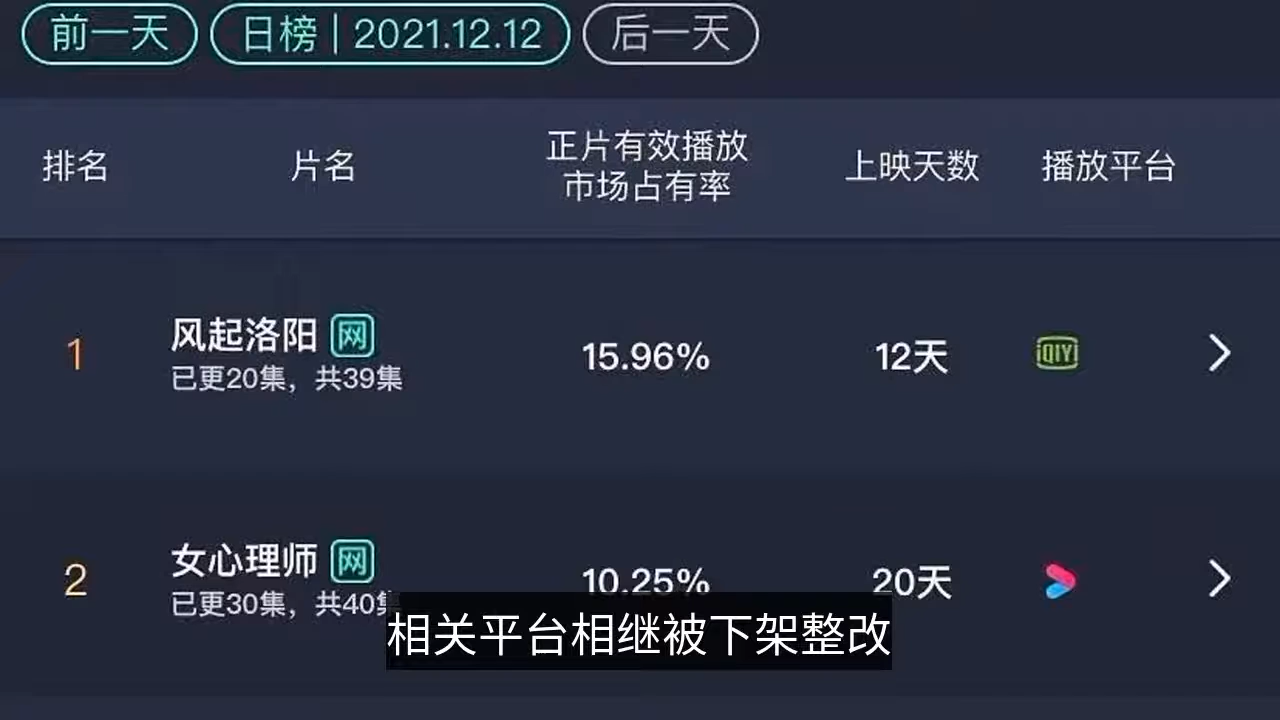 前一天
日榜 | 2021.12.12
后一天
排名
片名
正片有效播放
市场占有率
上映天数
播放平台
1
风起洛阳 网
已更20集，共39集
15.96%
12天
iQIYI
2
女心理师 网
已更30集，共40集
10.25%
20天
相关平台相继被下架整改